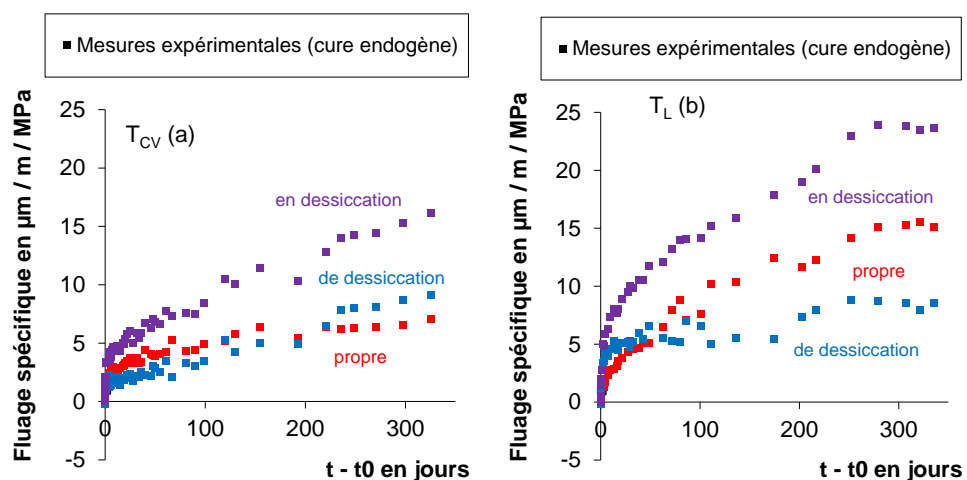 Mesures expérimentales (cure endogène)
Fluage spécifique en µm / m / MPa
25
20
15
10
5
0
-5
T_CV (a)
en dessiccation
de dessiccation
propre
0 100 200 300
t - t0 en jours
Mesures expérimentales (cure endogène)
Fluage spécifique en µm / m / MPa
25
20
15
10
5
0
-5
T_L (b)
en dessiccation
propre
de dessiccation
0 100 200 300
t - t0 en jours